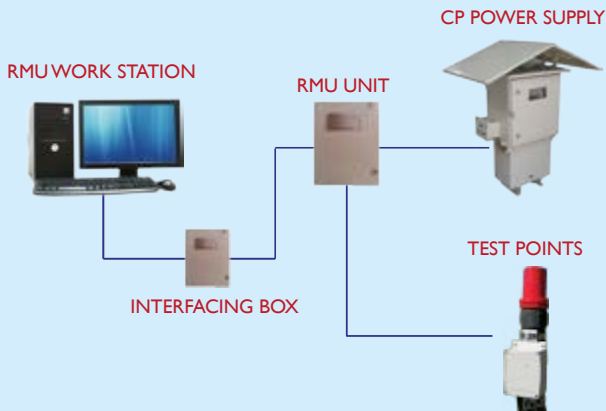 CP POWER SUPPLY
RMU WORK STATION
RMU UNIT
TEST POINTS
INTERFACING BOX